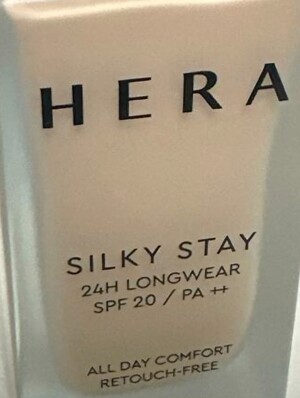 HERA
SILKY STAY
24H LONGWEAR
SPF 20 / PA ++
ALL DAY COMFORT
RETOUCH-FREE